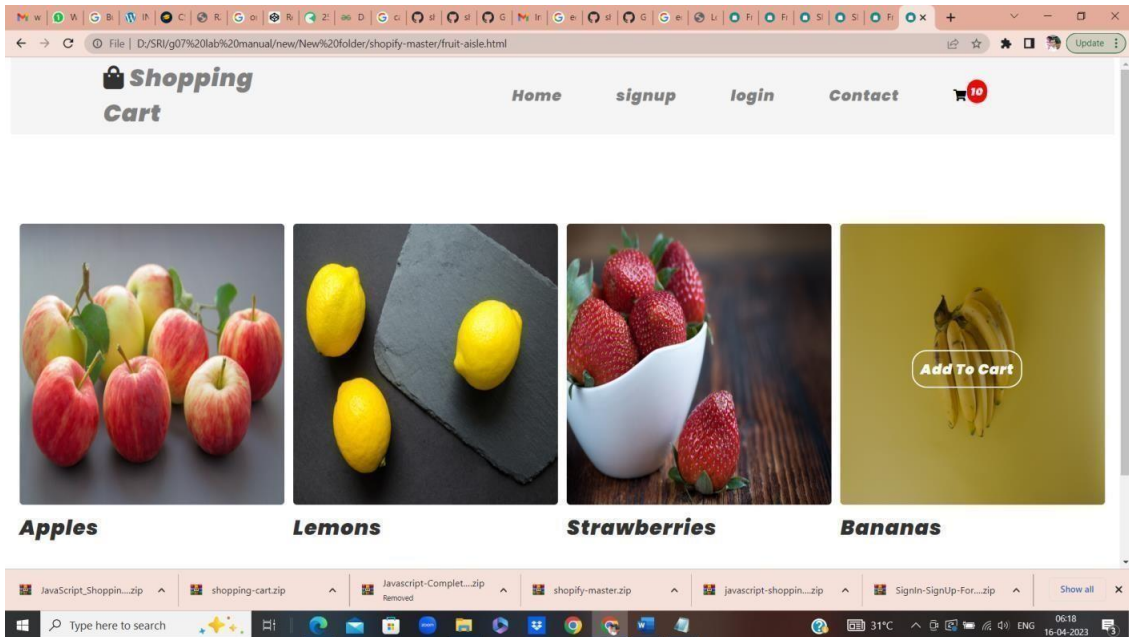 File | D:/SRI/g07%20lab%20manual/new/New%20folder/shopify-master/fruit-aisle.html
Update
Shopping
Cart
Home signup login Contact 10
Add To Cart
Apples Lemons Strawberries Bananas
JavaScript_Shoppin....zip shopping-cart.zip Javascript-Complet....zip shopify-master.zip javascript-shoppin....zip SignIn-SignUp-For....zip Show all
Removed
Type here to search 31°C ENG 06:18
16-04-2023